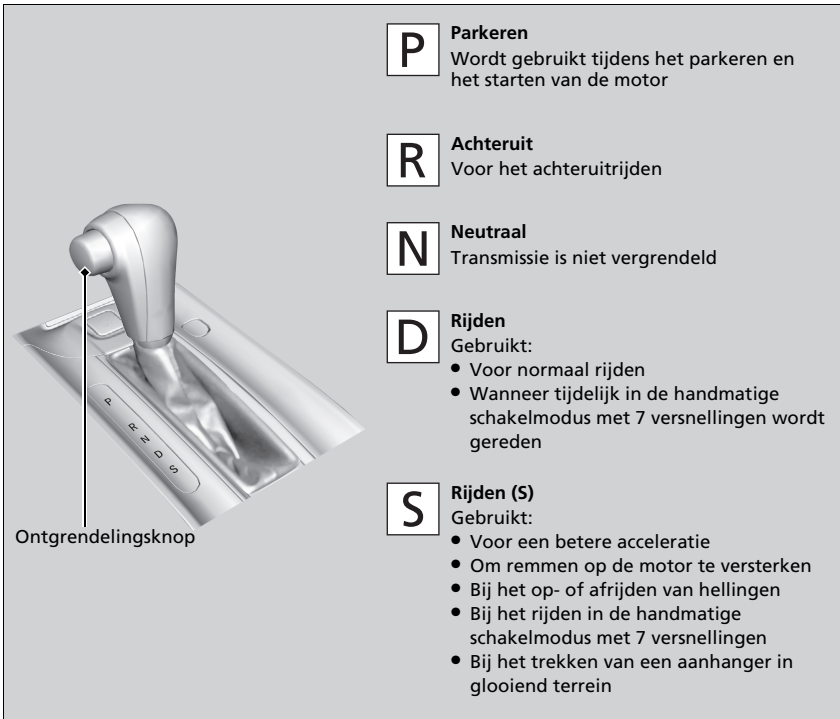 P
Parkeren
Wordt gebruikt tijdens het parkeren en
het starten van de motor
R
Achteruit
Voor het achteruitrijden
N
Neutraal
Transmissie is niet vergrendeld
D
Rijden
Gebruikt:
● Voor normaal rijden
● Wanneer tijdelijk in de handmatige
schakelmodus met 7 versnellingen wordt
gereden
S
Rijden (S)
Gebruikt:
● Voor een betere acceleratie
● Om remmen op de motor te versterken
● Bij het op- of afrijden van hellingen
● Bij het rijden in de handmatige
schakelmodus met 7 versnellingen
● Bij het trekken van een aanhanger in
glooiend terrein
P
R
N
D
S
Ontgrendelingsknop